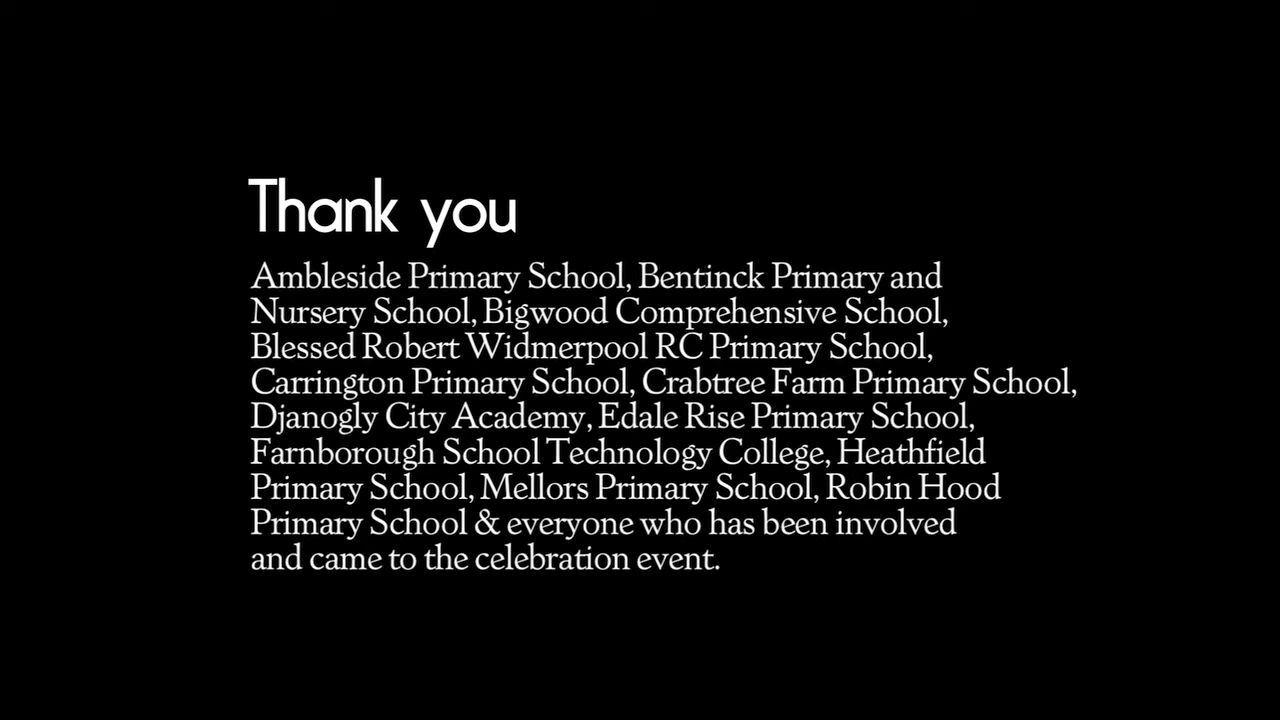 Thank you
Ambleside Primary School, Bentinck Primary and
Nursery School, Bigwood Comprehensive School,
Blessed Robert Widmerpool RC Primary School,
Carrington Primary School, Crabtree Farm Primary School,
Djanogly City Academy, Edale Rise Primary School,
Farnborough School Technology College, Heathfield
Primary School, Mellors Primary School, Robin Hood
Primary School & everyone who has been involved
and came to the celebration event.